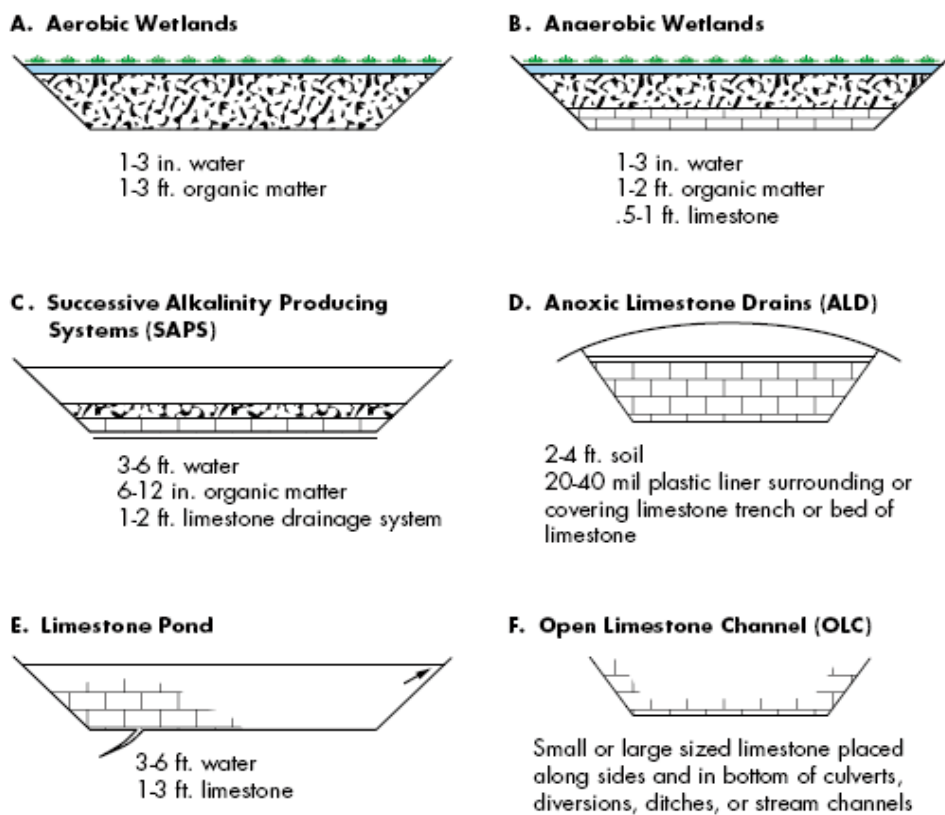 A. Aerobic Wetlands
1-3 in. water
1-3 ft. organic matter
B. Anaerobic Wetlands
1-3 in. water
1-2 ft. organic matter
.5-1 ft. limestone
C. Successive Alkalinity Producing
Systems (SAPS)
3-6 ft. water
6-12 in. organic matter
1-2 ft. limestone drainage system
D. Anoxic Limestone Drains (ALD)
2-4 ft. soil
20-40 mil plastic liner surrounding or
covering limestone trench or bed of
limestone
E. Limestone Pond
3-6 ft. water
1-3 ft. limestone
F. Open Limestone Channel (OLC)
Small or large sized limestone placed
along sides and in bottom of culverts,
diversions, ditches, or stream channels